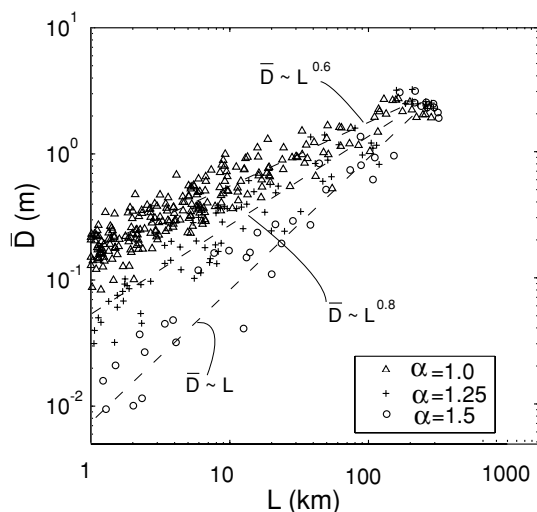 10^1
D̅ ~ L^0.6
10^0
D̅ (m)
10^-1
D̅ ~ L^0.8
D̅ ~ L
10^-2
△ α=1.0
+ α=1.25
○ α=1.5
1 10 100 1000
L (km)